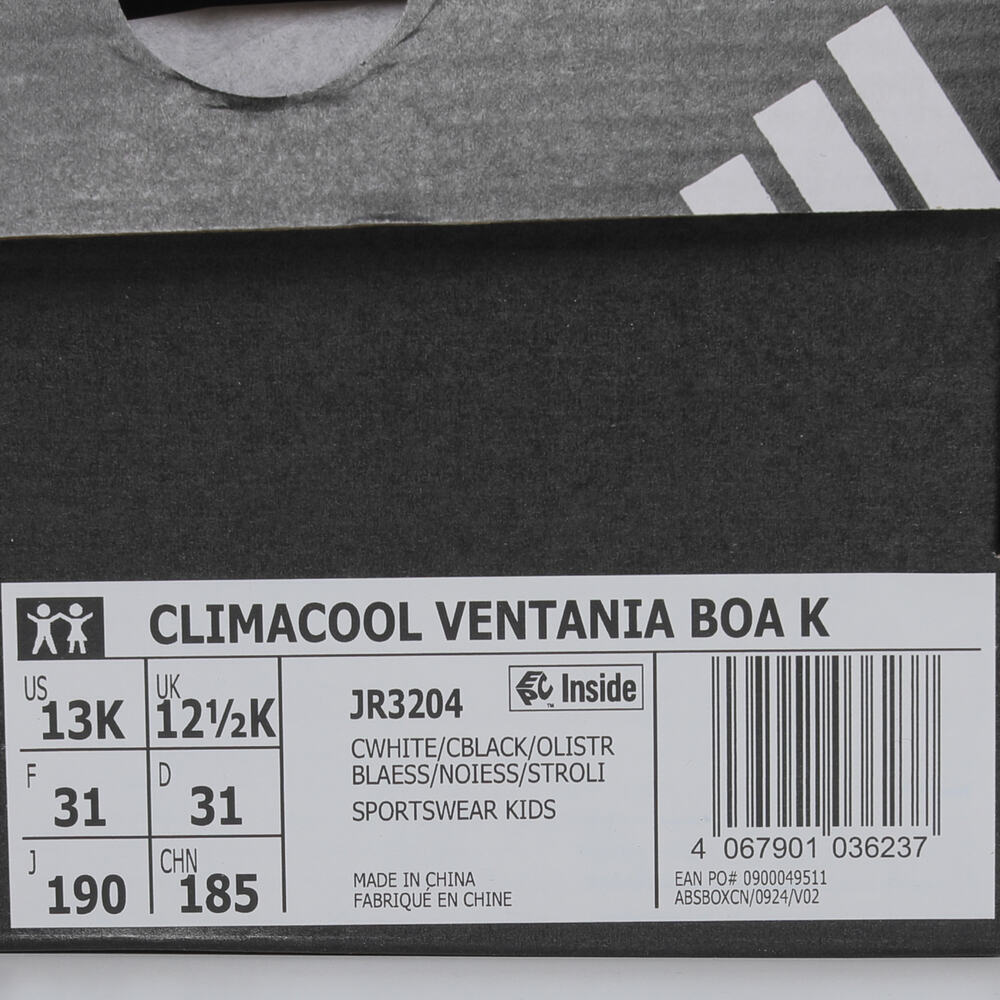 CLIMACOOL VENTANIA BOA K
US 13K
UK 12½K
F 31
D 31
J 190
CHN 185
JR3204
Inside™
CWHITE/CBLACK/OLISTR
BLAESS/NOIESS/STROLI
SPORTSWEAR KIDS
MADE IN CHINA
FABRIQUÉ EN CHINE
4 067901 036237
EAN PO# 0900049511
ABSBOXCN/0924/V02